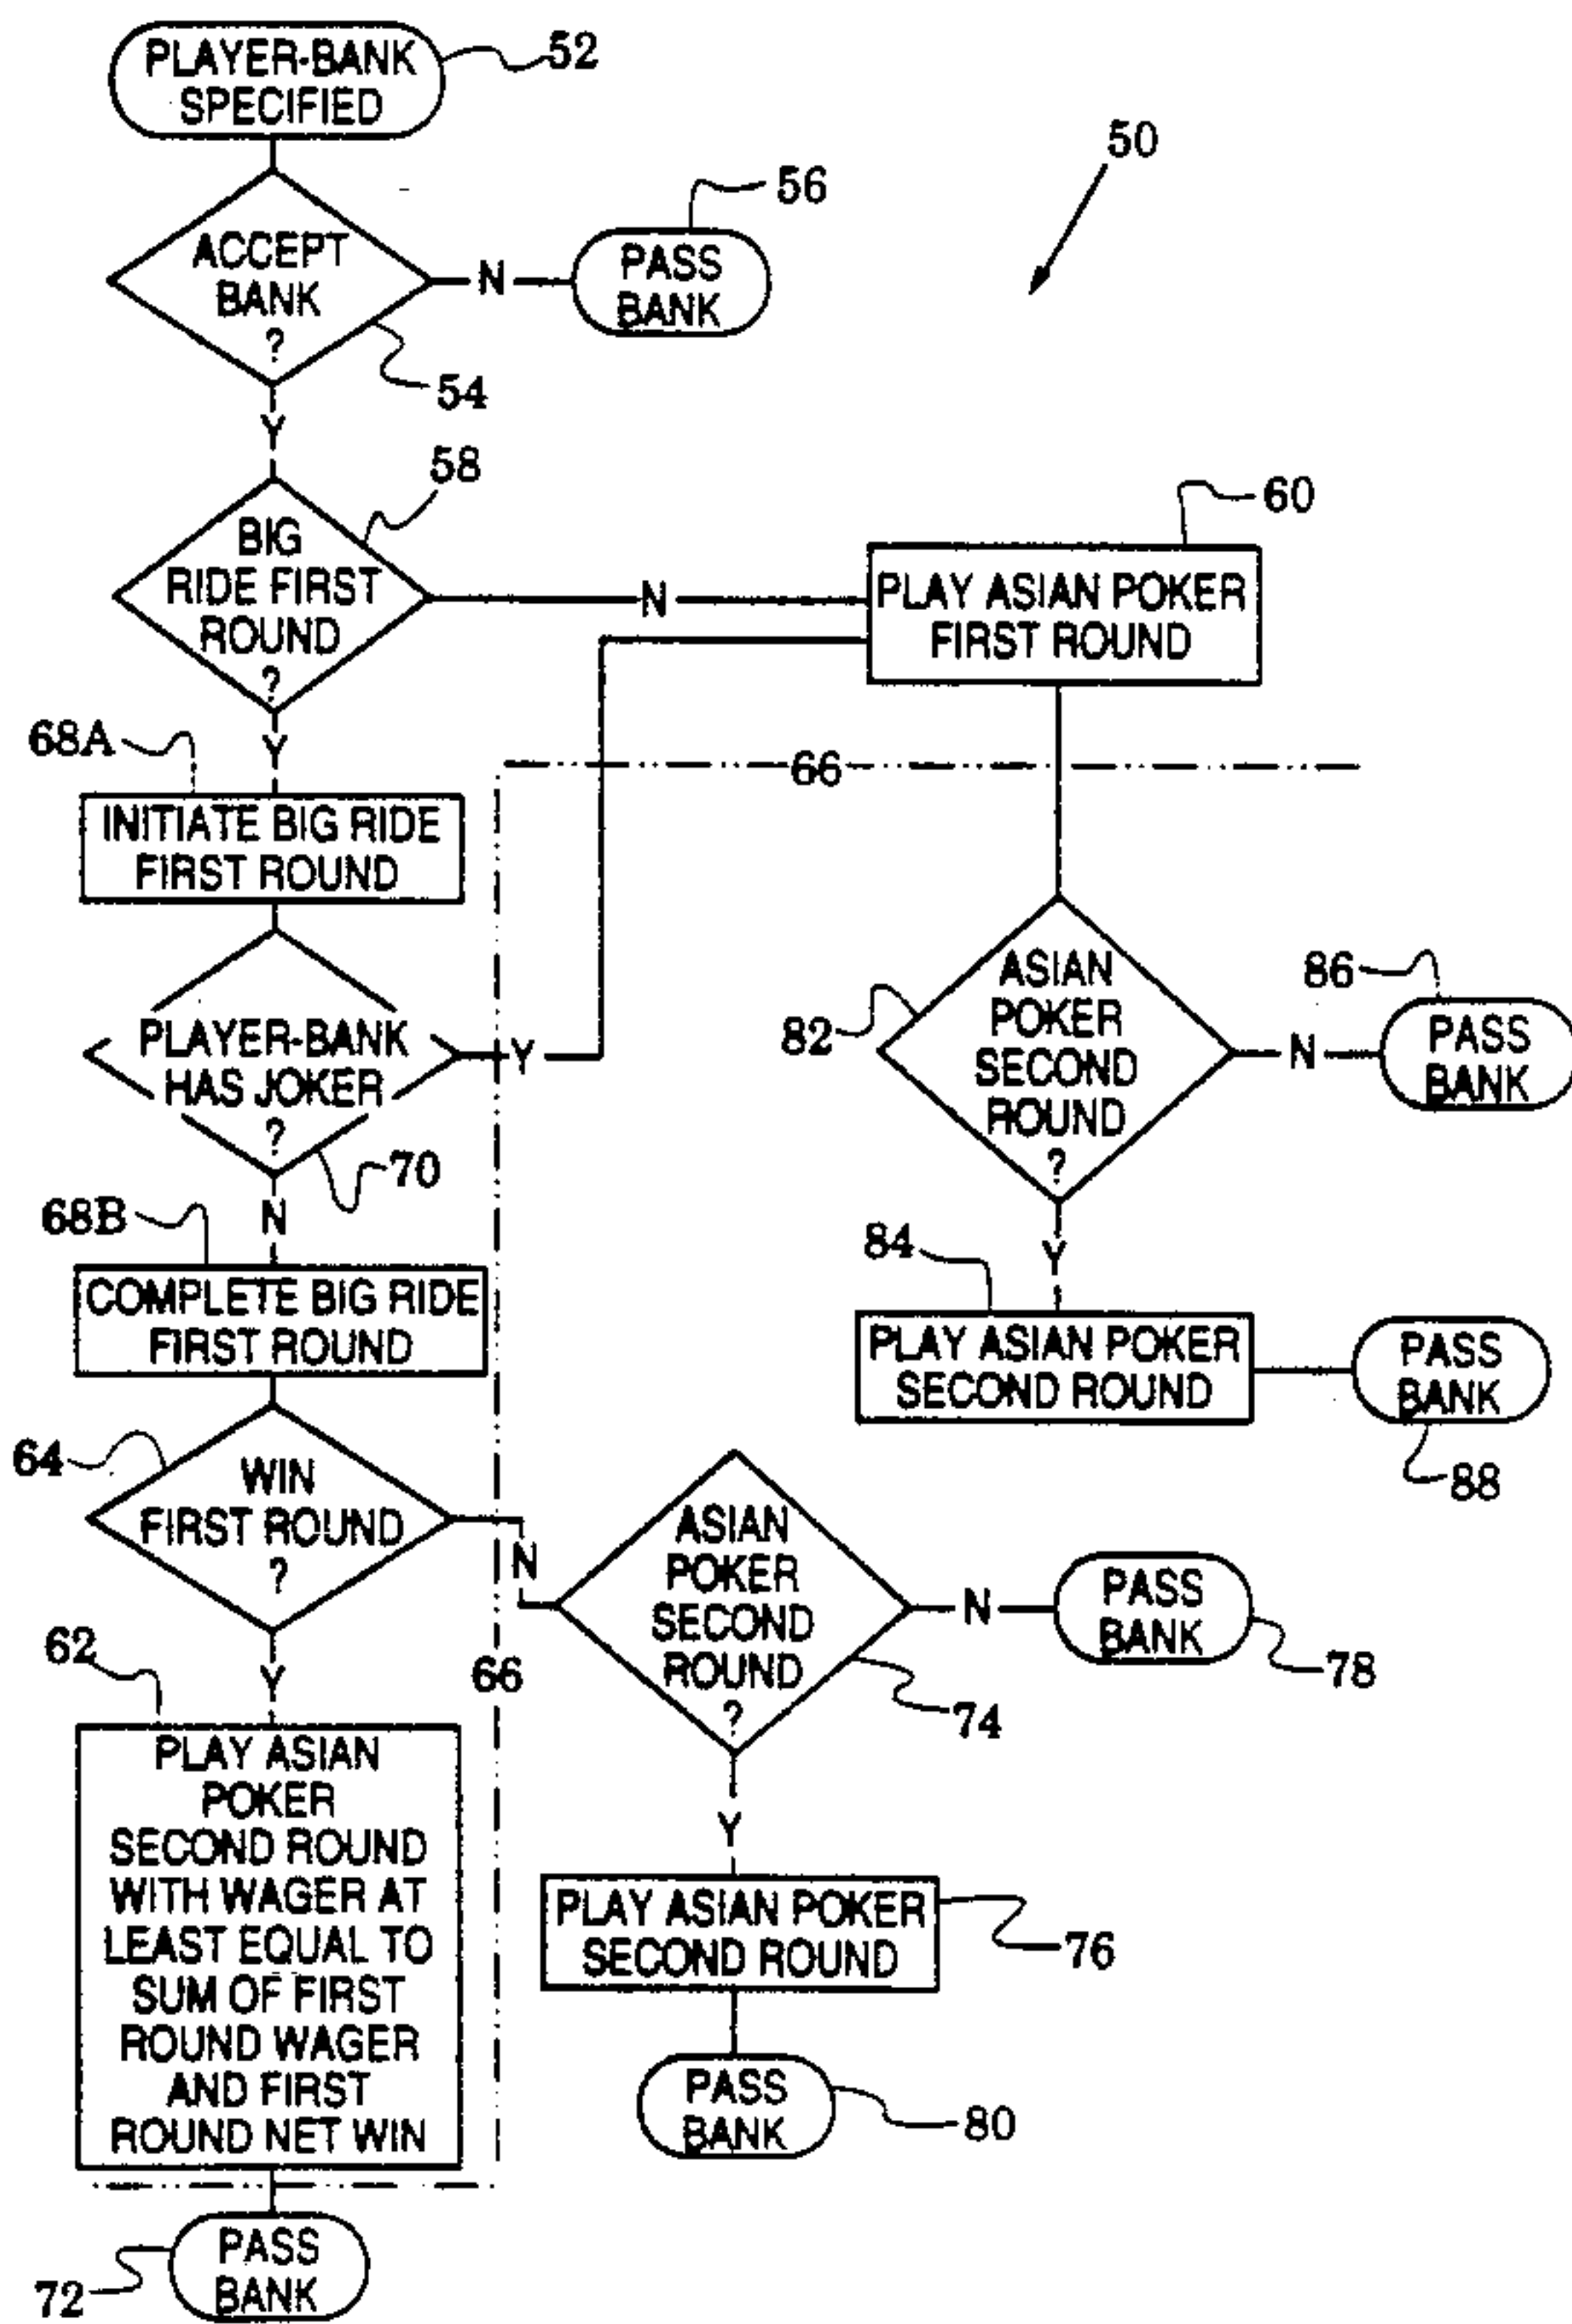 PLAYER-BANK
SPECIFIED
52
50
ACCEPT
BANK
?
54
N
PASS
BANK
56
Y
BIG
RIDE FIRST
ROUND
?
58
N
PLAY ASIAN POKER
FIRST ROUND
60
Y
68A
INITIATE BIG RIDE
FIRST ROUND
66
PLAYER-BANK
HAS JOKER
?
70
Y
82
ASIAN
POKER
SECOND
ROUND
?
N
86
PASS
BANK
N
68B
COMPLETE BIG RIDE
FIRST ROUND
Y
84
PLAY ASIAN POKER
SECOND ROUND
PASS
BANK
88
64
WIN
FIRST ROUND
?
N
ASIAN
POKER
SECOND
ROUND
?
74
N
PASS
BANK
78
Y
62
66
PLAY ASIAN
POKER
SECOND ROUND
WITH WAGER AT
LEAST EQUAL TO
SUM OF FIRST
ROUND WAGER
AND FIRST
ROUND NET WIN
Y
PLAY ASIAN POKER
SECOND ROUND
76
PASS
BANK
80
PASS
BANK
72